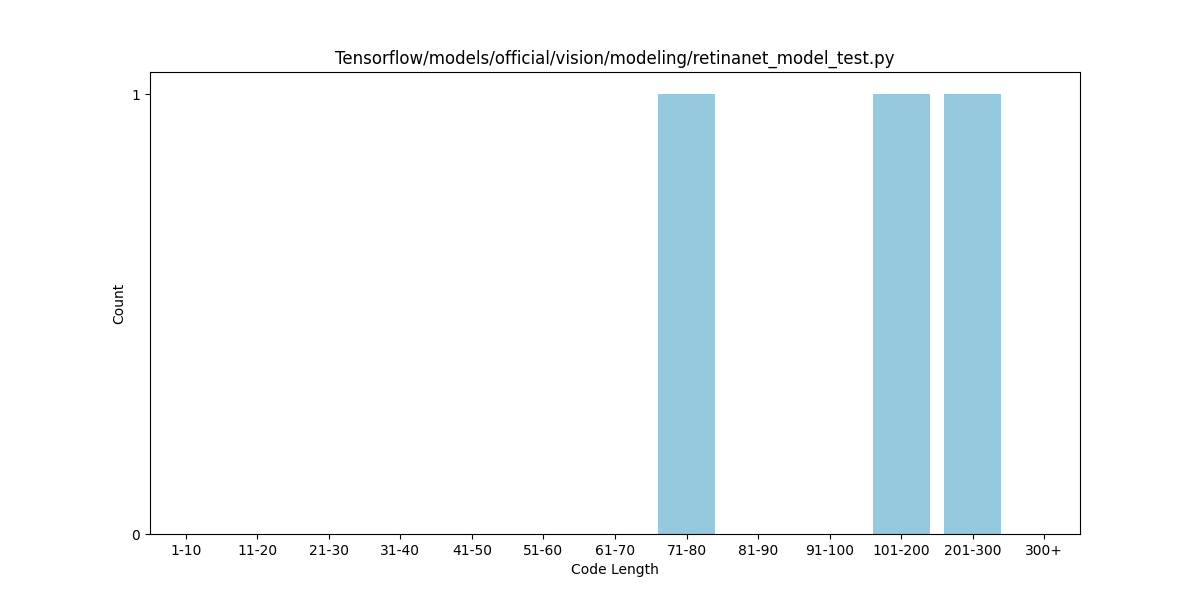 Tensorflow/models/official/vision/modeling/retinanet_model_test.py
1
Count
0
1-10 11-20 21-30 31-40 41-50 51-60 61-70 71-80 81-90 91-100 101-200 201-300 300+
Code Length